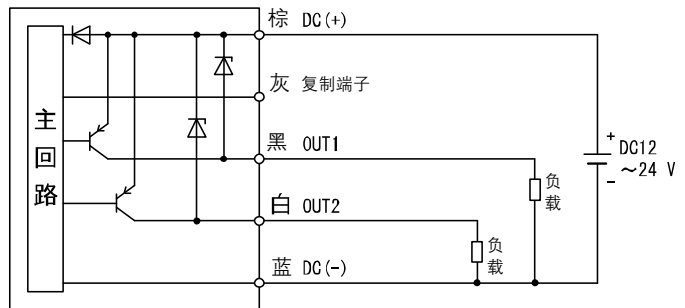 棕 DC(+)
灰 复制端子
主回路
黑 OUT1
白 OUT2
蓝 DC(-)
+
DC12
～24 V
-
负载
负载